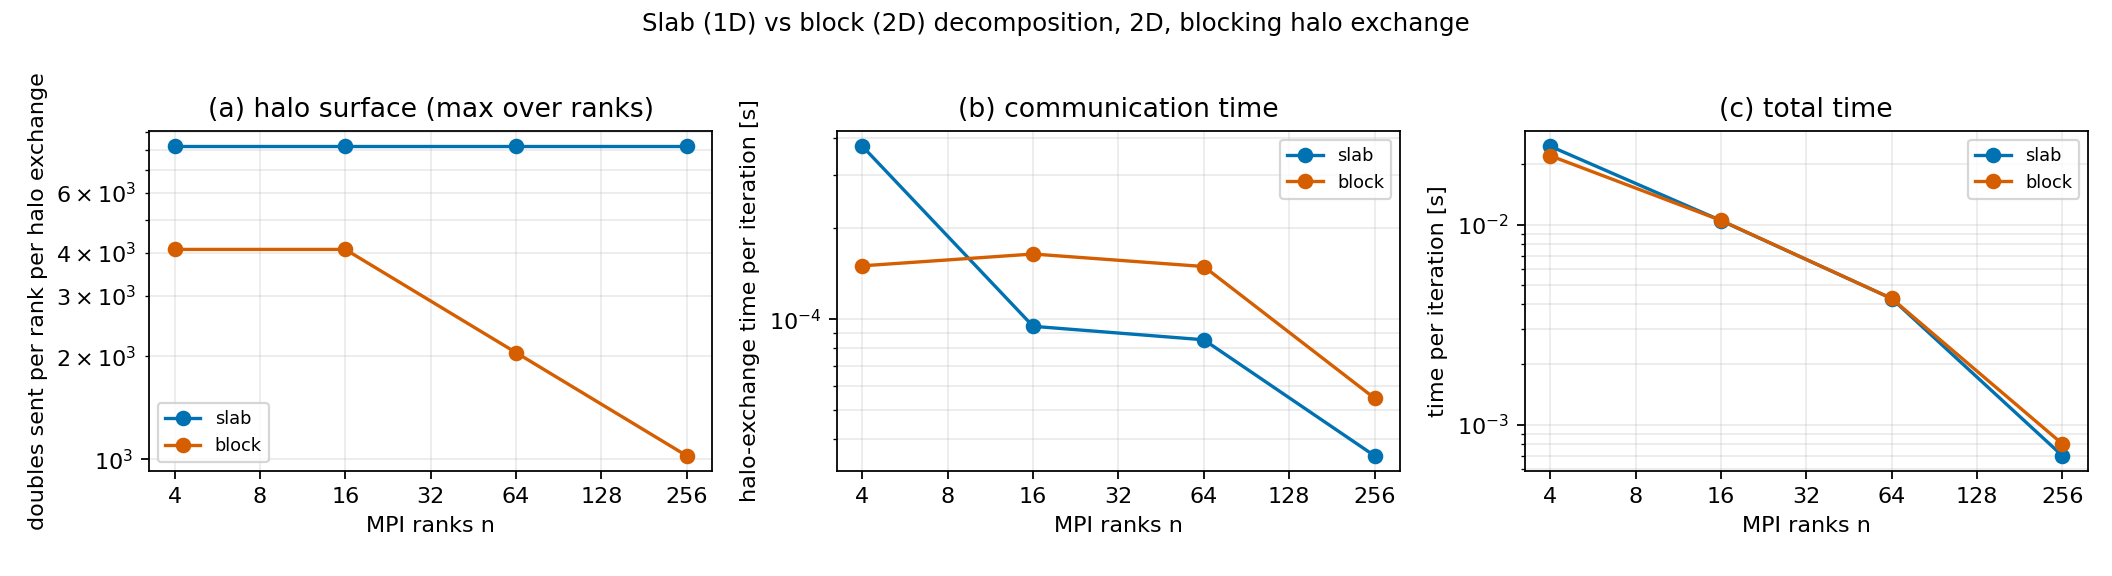 Slab (1D) vs block (2D) decomposition, 2D, blocking halo exchange
(a) halo surface (max over ranks)
doubles sent per rank per halo exchange
6 × 10³
4 × 10³
3 × 10³
2 × 10³
10³
slab
block
4 8 16 32 64 128 256
MPI ranks n
(b) communication time
halo-exchange time per iteration [s]
10⁻⁴
slab
block
4 8 16 32 64 128 256
MPI ranks n
(c) total time
time per iteration [s]
10⁻²
10⁻³
slab
block
4 8 16 32 64 128 256
MPI ranks n